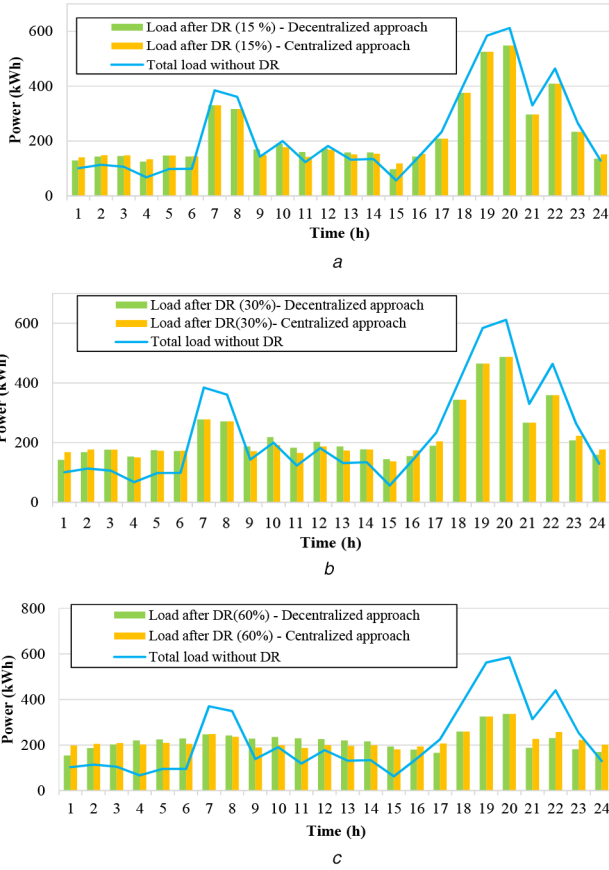 600
400
200
0
Power (kWh)
Load after DR (15 %) - Decentralized approach
Load after DR (15%) - Centralized approach
Total load without DR
1 2 3 4 5 6 7 8 9 10 11 12 13 14 15 16 17 18 19 20 21 22 23 24
Time (h)
a
600
400
200
0
Power (kWh)
Load after DR (30%)- Decentralized approach
Load after DR(30%)- Centralized approach
Total load without DR
1 2 3 4 5 6 7 8 9 10 11 12 13 14 15 16 17 18 19 20 21 22 23 24
Time (h)
b
800
600
400
200
0
Power (kWh)
Load after DR(60%) - Decentralized approach
Load after DR (60%) - Centralized approach
Total load without DR
1 2 3 4 5 6 7 8 9 10 11 12 13 14 15 16 17 18 19 20 21 22 23 24
Time (h)
c